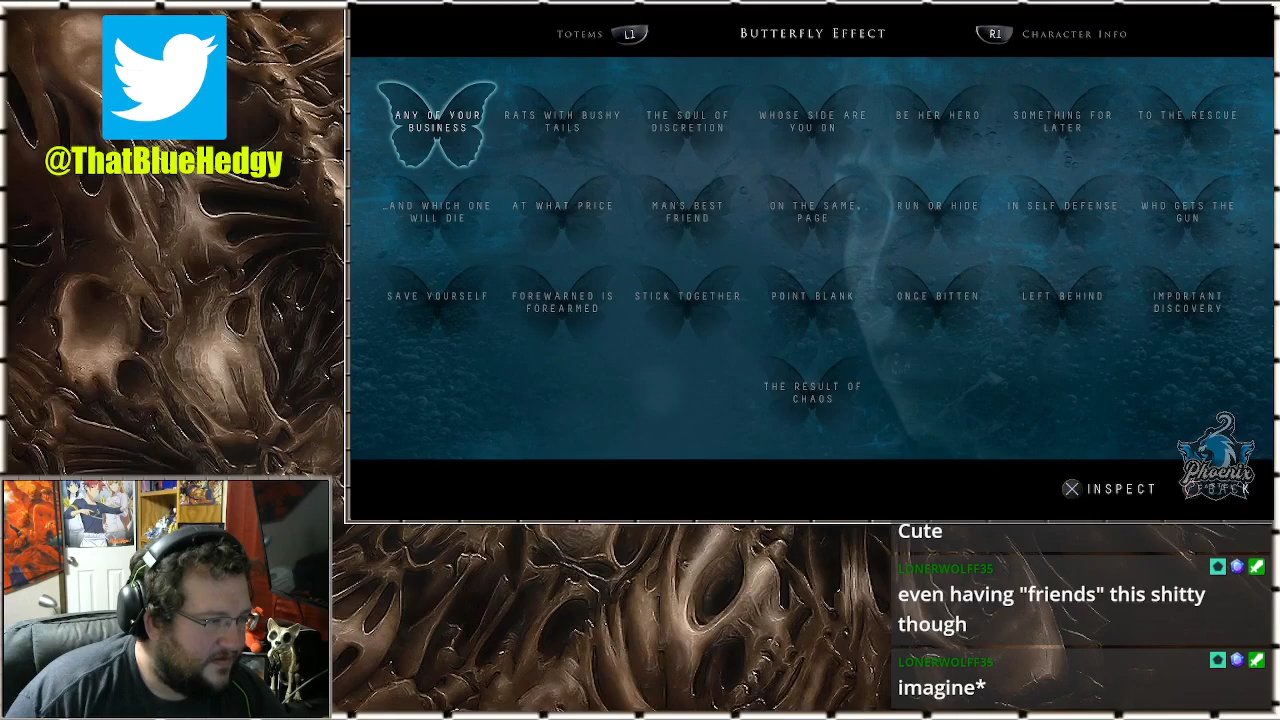 TOTEMS L1
BUTTERFLY EFFECT
R1 CHARACTER INFO
ANY OF YOUR
BUSINESS
RATS WITH BUSHY
TAILS
THE SOUL OF
DISCRETION
WHOSE SIDE ARE
YOU ON
BE HER HERO
SOMETHING FOR
LATER
TO THE RESCUE
…AND WHICH ONE
WILL DIE
AT WHAT PRICE
MAN'S BEST
FRIEND
ON THE SAME
PAGE
RUN OR HIDE
IN SELF DEFENSE
WHO GETS THE
GUN
SAVE YOURSELF
FOREWARNED IS
FOREARMED
STICK TOGETHER
POINT BLANK
ONCE BITTEN
LEFT BEHIND
IMPORTANT
DISCOVERY
THE RESULT OF
CHAOS
INSPECT
Phoenix
@ThatBlueHedgy
Cute
LONERWOLFF35
even having "friends" this shitty
though
LONERWOLFF35
imagine*